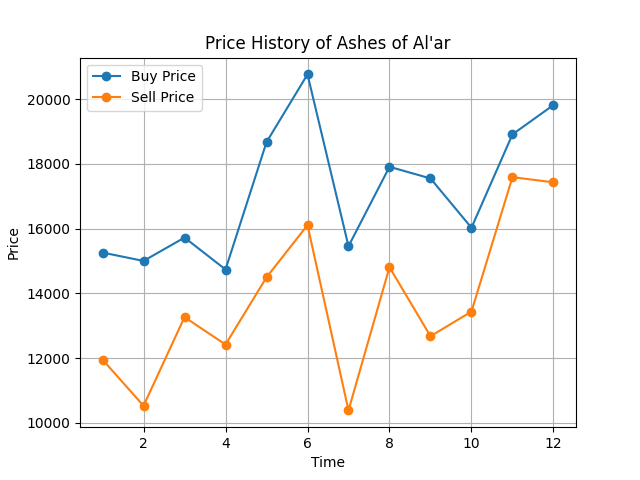 Price History of Ashes of Al'ar
Buy Price
Sell Price
20000
18000
16000
14000
12000
10000
Price
2 4 6 8 10 12
Time